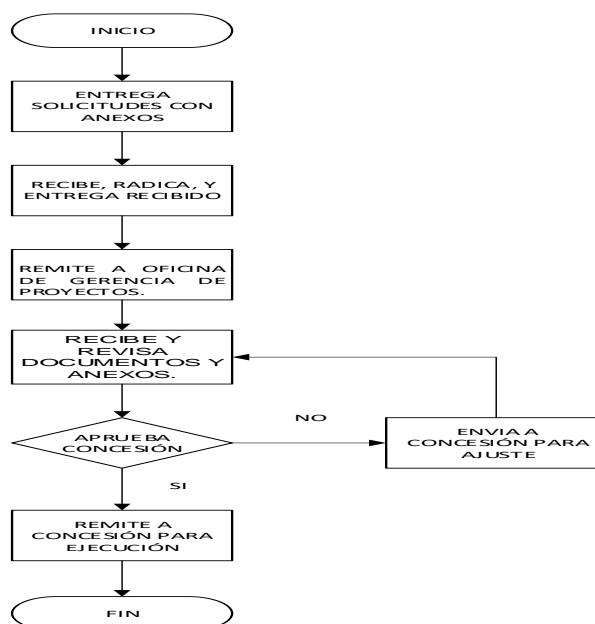 INICIO
ENTREGA
SOLICITUDES CON
ANEXOS
RECIBE, RADICA, Y
ENTREGA RECIBIDO
REMITE A OFICINA
DE GERENCIA DE
PROYECTOS.
RECIBE Y
REVISA
DOCUMENTOS Y
ANEXOS.
APRUEBA
CONCESIÓN
NO
ENVIA A
CONCESIÓN PARA
AJUSTE
SI
REMITE A
CONCESIÓN PARA
EJECUCIÓN
FIN